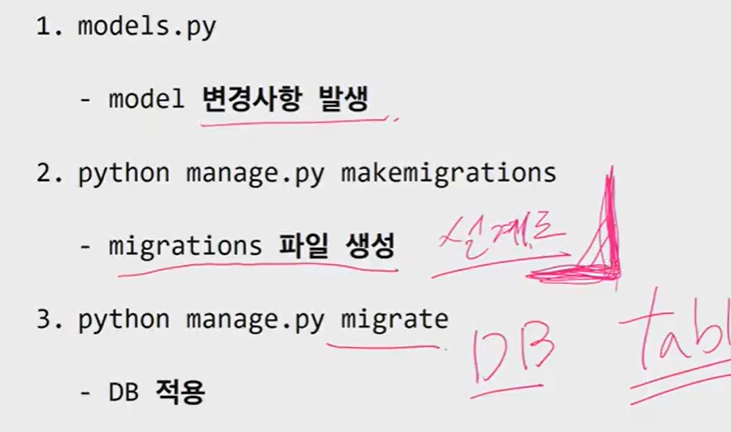 1. models.py
- model 변경사항 발생
2. python manage.py makemigrations
- migrations 파일 생성 설계도
3. python manage.py migrate
DB tabl
- DB 적용